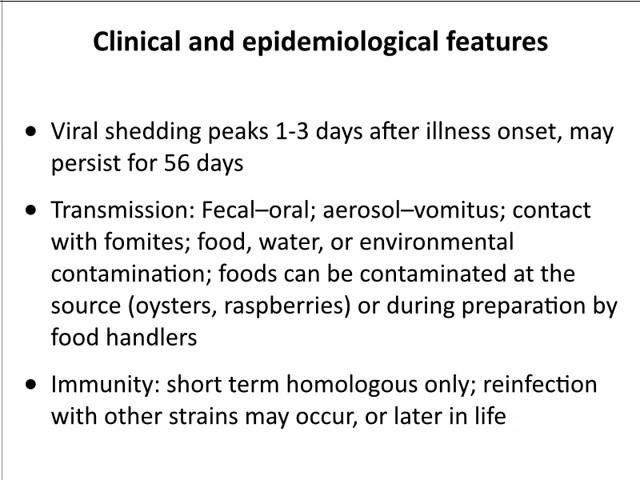 Clinical and epidemiological features
● Viral shedding peaks 1-3 days after illness onset, may
persist for 56 days
● Transmission: Fecal–oral; aerosol–vomitus; contact
with fomites; food, water, or environmental
contamination; foods can be contaminated at the
source (oysters, raspberries) or during preparation by
food handlers
● Immunity: short term homologous only; reinfection
with other strains may occur, or later in life